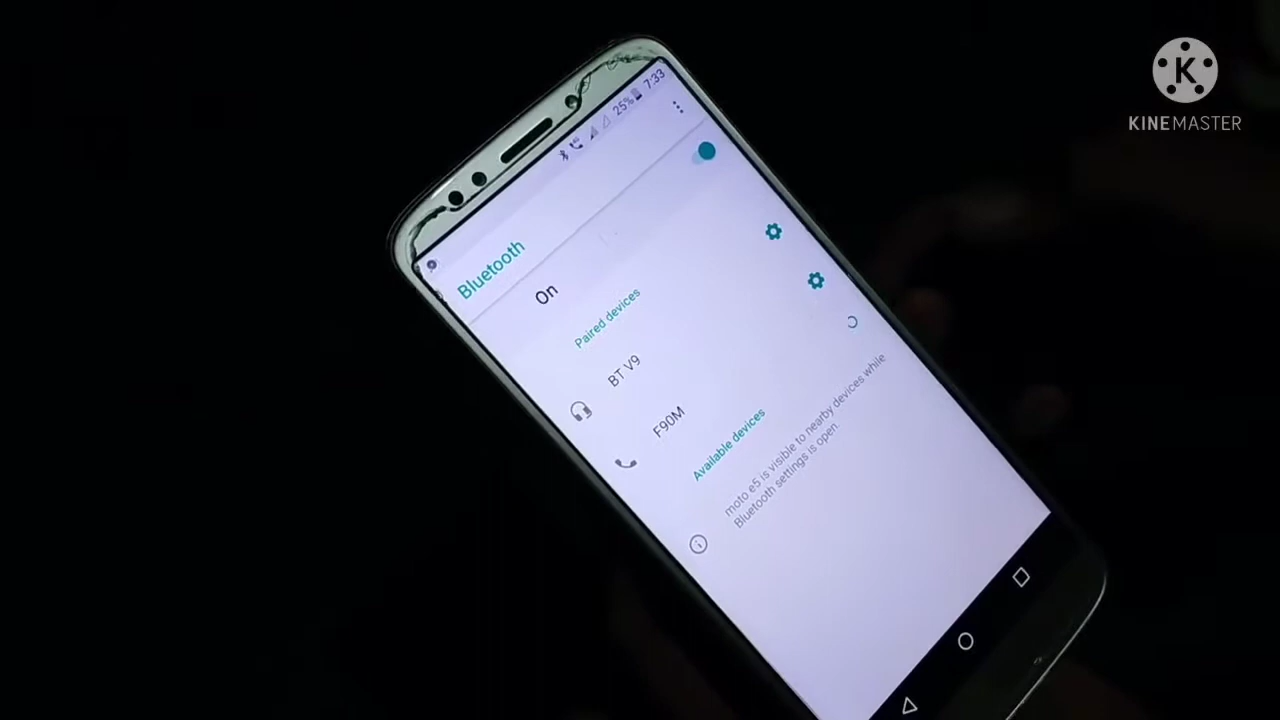 25% 7:33
Bluetooth
On
Paired devices
BT V9
F90M
Available devices
moto e5 is visible to nearby devices while
Bluetooth settings is open.
K
KINEMASTER